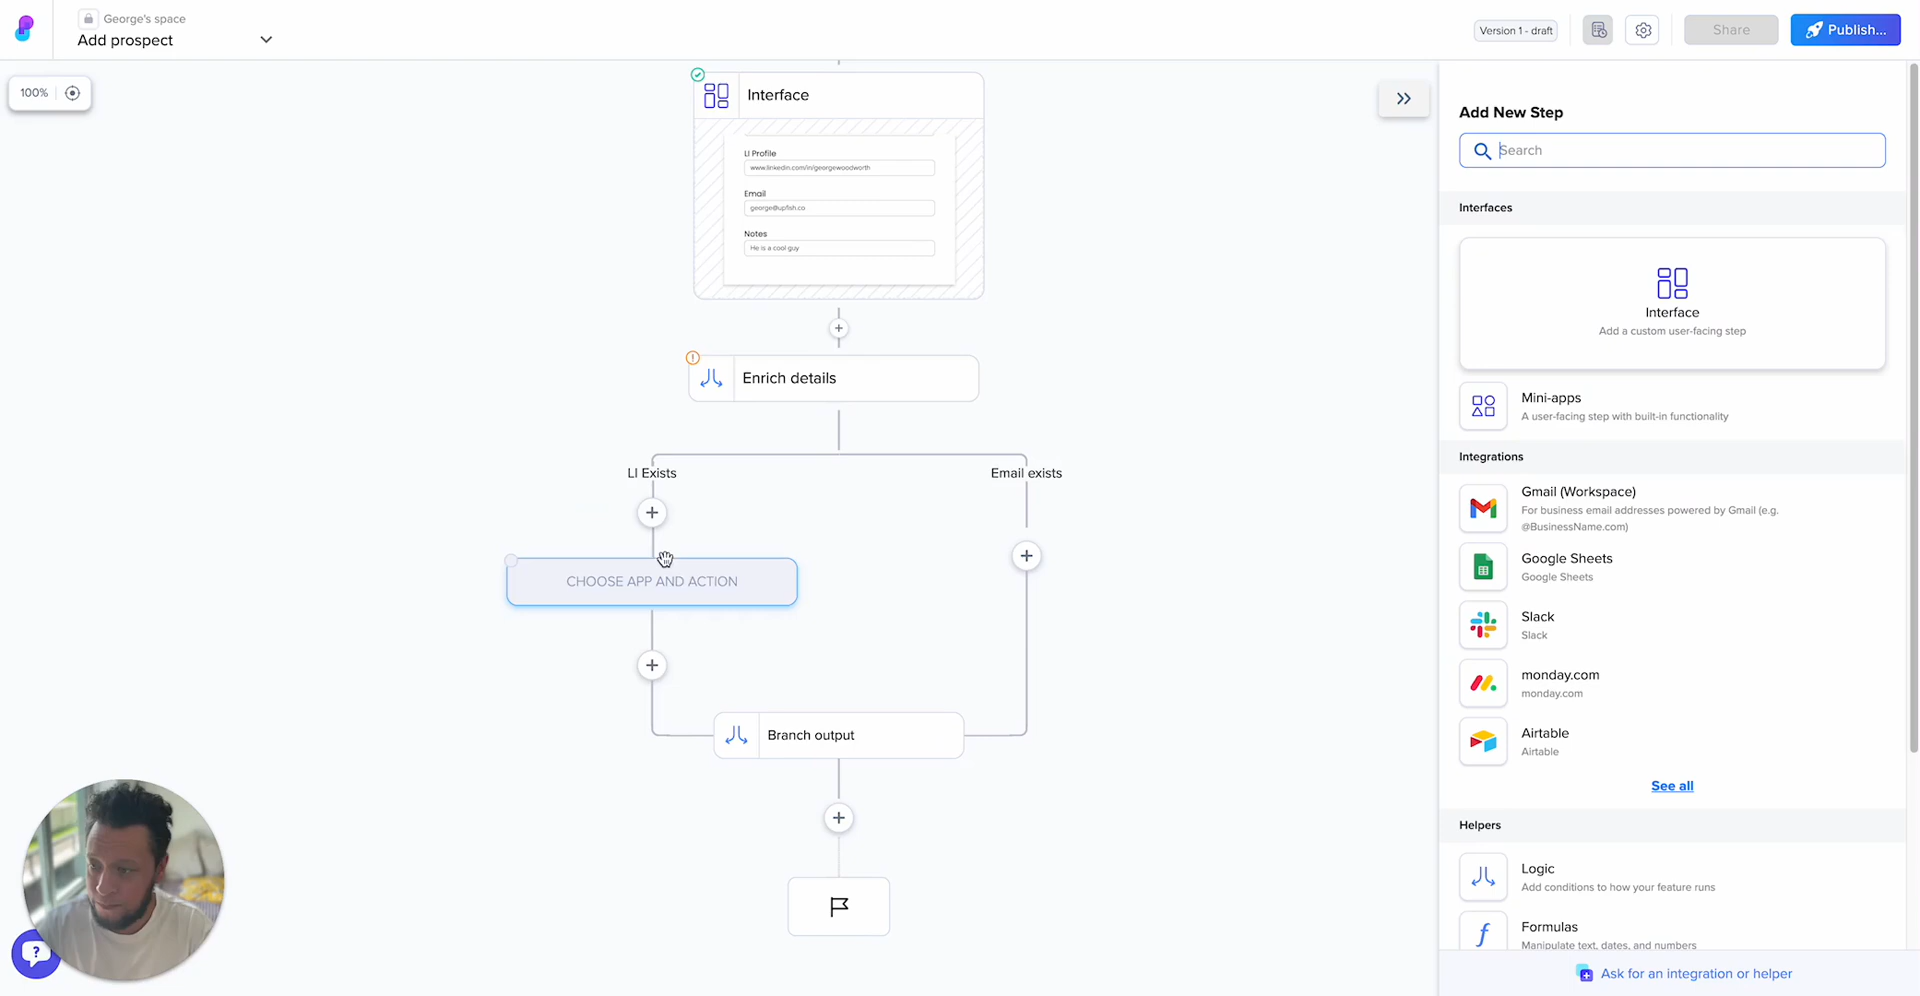 George's space
Add prospect
Version 1 - draft
Share
Publish...
100%
Interface
LI Profile
www.linkedin.com/in/georgewoodworth
Email
george@upfish.co
Notes
He is a cool guy
Enrich details
LI Exists
Email exists
CHOOSE APP AND ACTION
Branch output
Add New Step
Search
Interfaces
Interface
Add a custom user-facing step
Mini-apps
A user-facing step with built-in functionality
Integrations
Gmail (Workspace)
For business email addresses powered by Gmail (e.g.
@BusinessName.com)
Google Sheets
Google Sheets
Slack
Slack
monday.com
monday.com
Airtable
Airtable
See all
Helpers
Logic
Add conditions to how your feature runs
Formulas
Manipulate text, dates, and numbers
Ask for an integration or helper